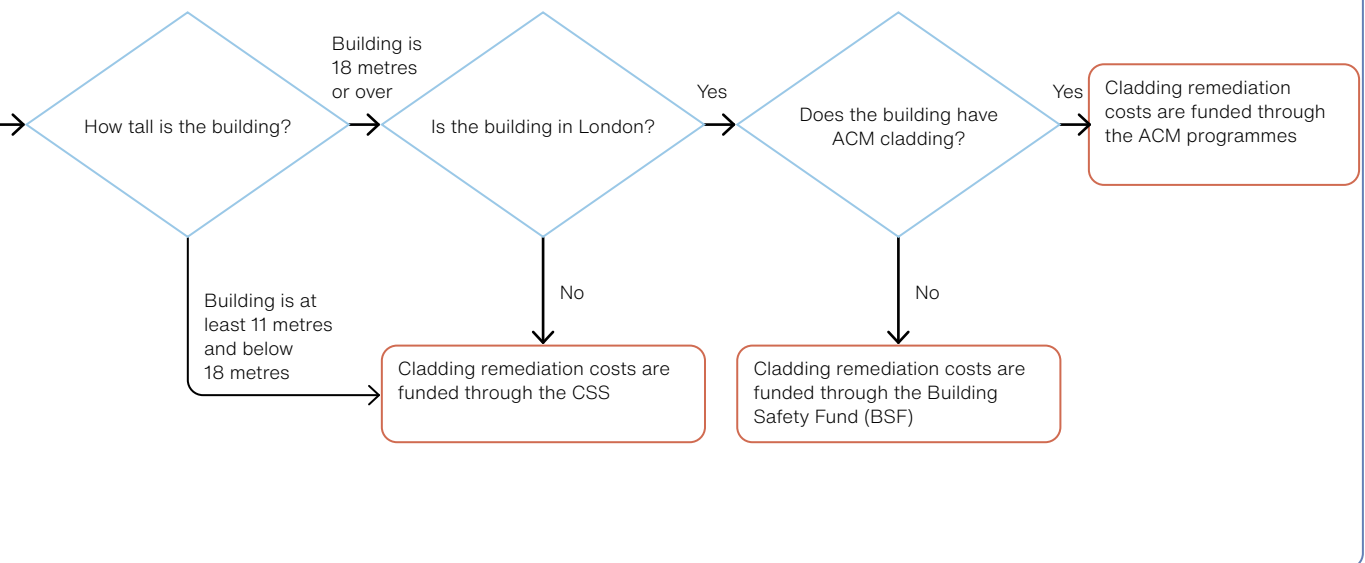 How tall is the building?
Building is
18 metres
or over
Is the building in London?
Yes
Does the building have
ACM cladding?
Yes
Cladding remediation
costs are funded through
the ACM programmes
Building is at
least 11 metres
and below
18 metres
No
Cladding remediation costs are
funded through the CSS
No
Cladding remediation costs are
funded through the Building
Safety Fund (BSF)